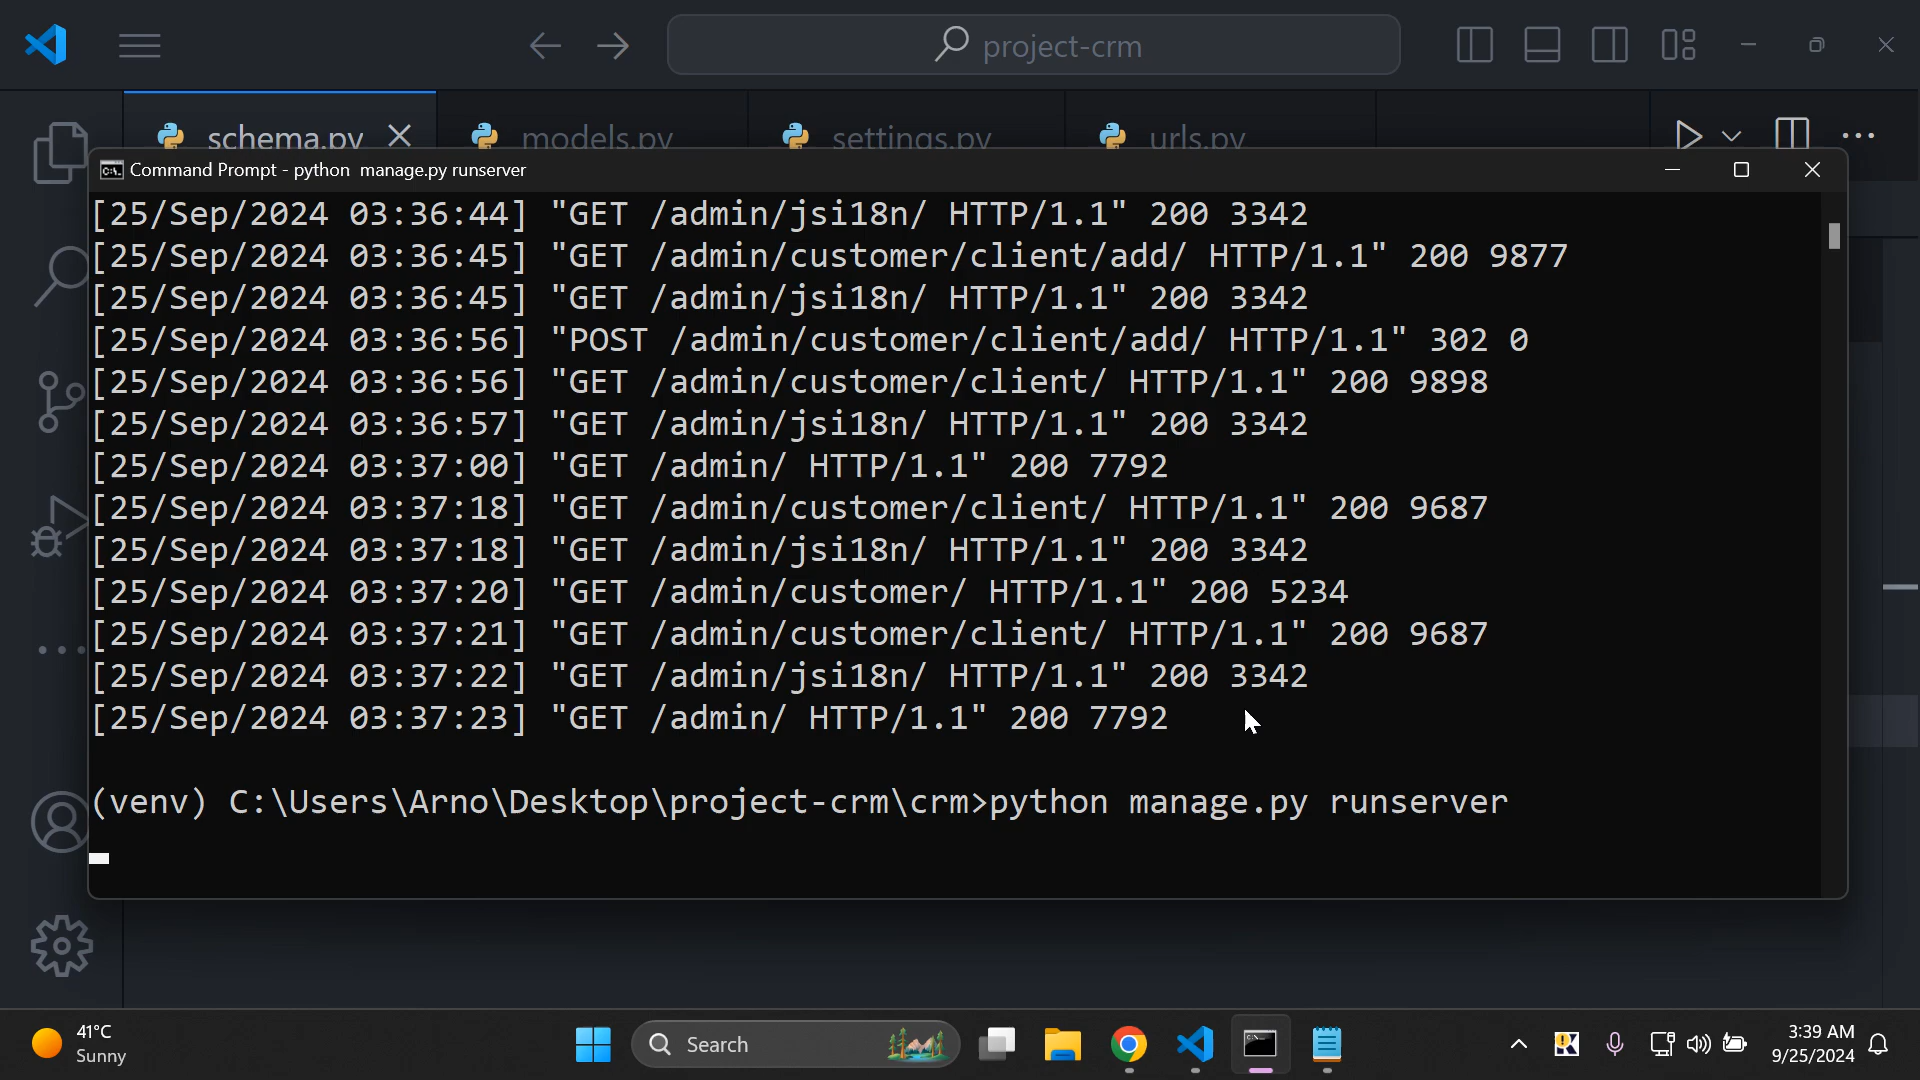 project-crm
schema.py
models.py
settings.py
urls.py
Command Prompt - python  manage.py runserver
[25/Sep/2024 03:36:44] "GET /admin/jsi18n/ HTTP/1.1" 200 3342
[25/Sep/2024 03:36:45] "GET /admin/customer/client/add/ HTTP/1.1" 200 9877
[25/Sep/2024 03:36:45] "GET /admin/jsi18n/ HTTP/1.1" 200 3342
[25/Sep/2024 03:36:56] "POST /admin/customer/client/add/ HTTP/1.1" 302 0
[25/Sep/2024 03:36:56] "GET /admin/customer/client/ HTTP/1.1" 200 9898
[25/Sep/2024 03:36:57] "GET /admin/jsi18n/ HTTP/1.1" 200 3342
[25/Sep/2024 03:37:00] "GET /admin/ HTTP/1.1" 200 7792
[25/Sep/2024 03:37:18] "GET /admin/customer/client/ HTTP/1.1" 200 9687
[25/Sep/2024 03:37:18] "GET /admin/jsi18n/ HTTP/1.1" 200 3342
[25/Sep/2024 03:37:20] "GET /admin/customer/ HTTP/1.1" 200 5234
[25/Sep/2024 03:37:21] "GET /admin/customer/client/ HTTP/1.1" 200 9687
[25/Sep/2024 03:37:22] "GET /admin/jsi18n/ HTTP/1.1" 200 3342
[25/Sep/2024 03:37:23] "GET /admin/ HTTP/1.1" 200 7792
(venv) C:\Users\Arno\Desktop\project-crm\crm>python manage.py runserver
41°C
Sunny
Search
3:39 AM
9/25/2024